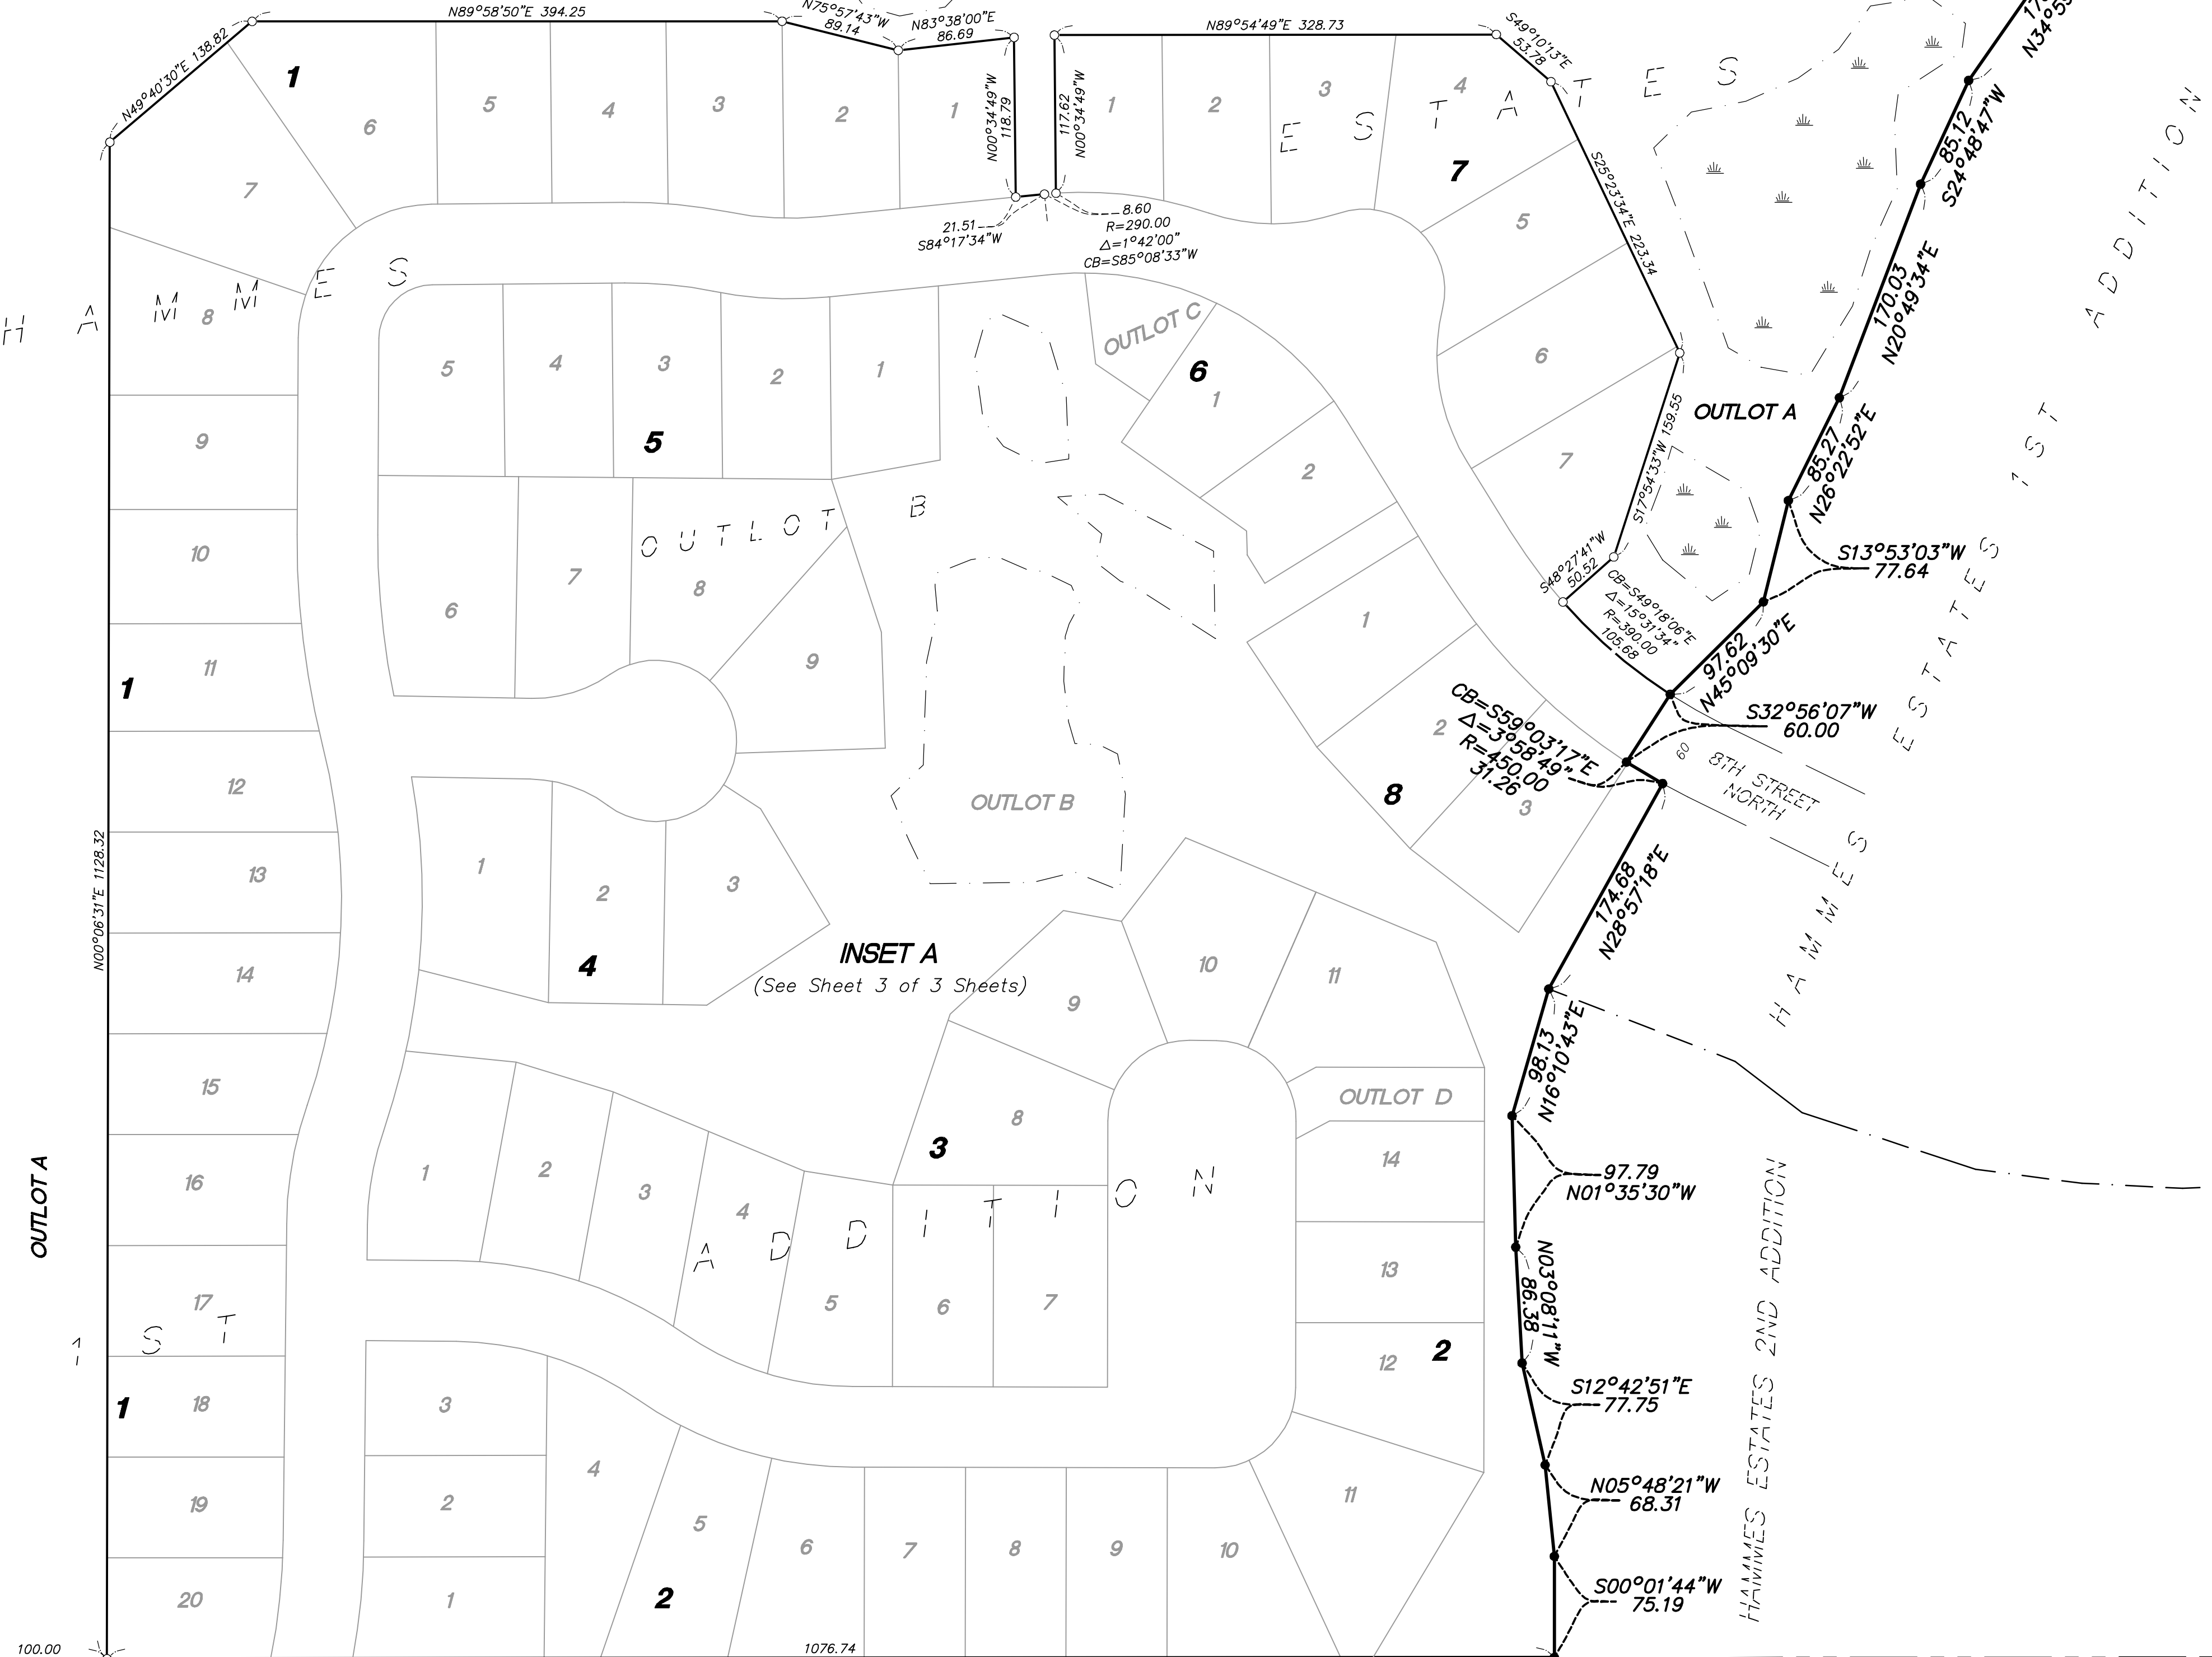 N89°58'50"E 394.25
N75°57'43"W
89.14
N83°38'00"E
86.69
N89°54'49"E 328.73
S49°10'13"E
53.78
N49°40'30"E 138.82
1
6
5
4
3
2
1
N00°34'49"W
118.79
117.62
N00°34'49"W
1
2
3
4
7
5
6
7
S25°23'34"E 223.34
S17°54'33"W 159.55
S48°27'41"W
50.52
21.51
S84°17'34"W
8.60
R=290.00
Δ=1°42'00"
CB=S85°08'33"W
N34°59
85.12
S24°48'47"W
170.03
N20°49'34"E
85.27
N26°22'52"E
S13°53'03"W
77.64
97.62
N45°09'30"E
S32°56'07"W
60.00
CB=S49°18'06"E
Δ=15°31'34"
R=390.00
105.68
CB=S59°03'17"E
Δ=3°58'49"
R=450.00
31.26
60
8TH STREET
NORTH
174.68
N28°57'18"E
98.13
N16°10'43"E
97.79
N01°35'30"W
N03°08'11"W
86.38
S12°42'51"E
77.75
N05°48'21"W
68.31
S00°01'44"W
75.19
HAMMES ESTATES 1ST ADDITION
HAMMES ESTATES 2ND ADDITION
HAMMES ESTATES
1ST ADDITION
OUTLOT A
OUTLOT A
OUTLOT B
OUTLOT B
OUTLOT C
OUTLOT D
7
8
9
10
11
12
13
14
15
16
17
18
19
20
1
1
N00°06'31"E 1128.32
5
4
3
2
1
5
6
7
8
9
6
1
2
1
2
3
8
1
2
3
4
INSET A
(See Sheet 3 of 3 Sheets)
1
2
3
4
5
6
7
8
9
3
10
11
14
13
12
2
11
3
2
1
4
5
6
7
8
9
10
2
100.00
1076.74